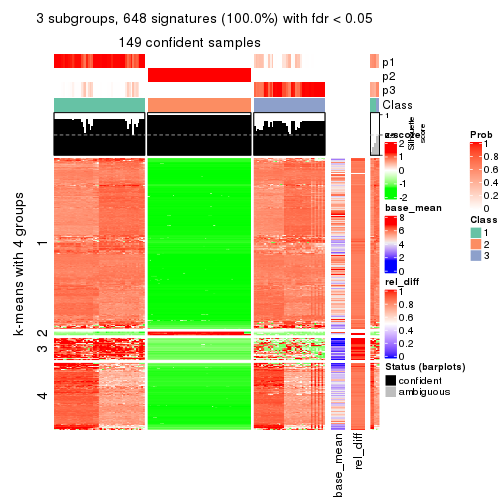 3 subgroups, 648 signatures (100.0%) with fdr < 0.05
149 confident samples
p1
p2
p3
Class
1
Silhouette
score
k-means with 4 groups
1
2
3
4
z-score
2
1
0
-1
-2
base_mean
8
6
4
2
0
rel_diff
1
0.8
0.6
0.4
0.2
0
Status (barplots)
confident
ambiguous
Prob
1
0.8
0.6
0.4
0.2
0
Class
1
2
3
base_mean
rel_diff